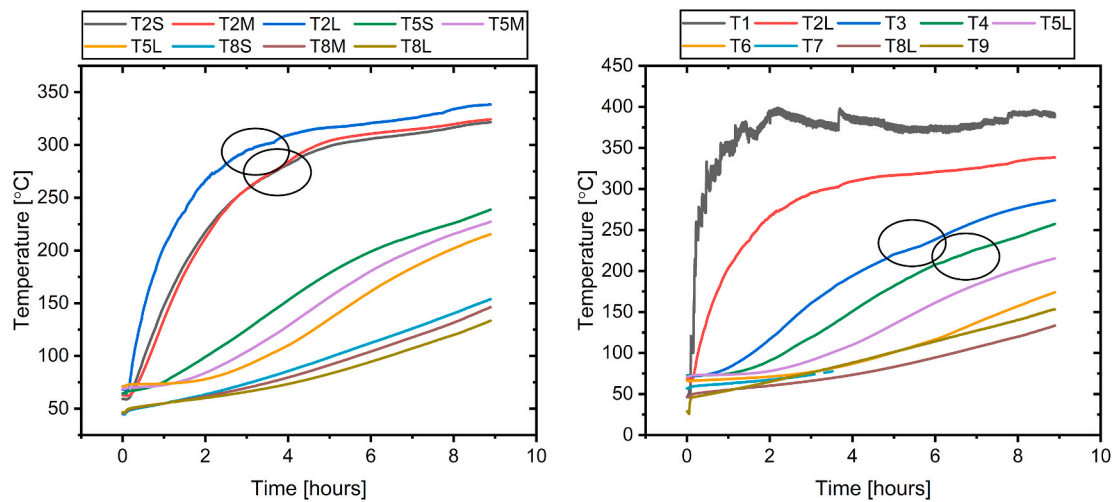 T2S T2M T2L T5S T5M
T5L T8S T8M T8L
350
300
250
200
150
100
50
Temperature [°C]
0 2 4 6 8 10
Time [hours]
T1 T2L T3 T4 T5L
T6 T7 T8L T9
450
400
350
300
250
200
150
100
50
0
Temperature [°C]
0 2 4 6 8 10
Time [hours]